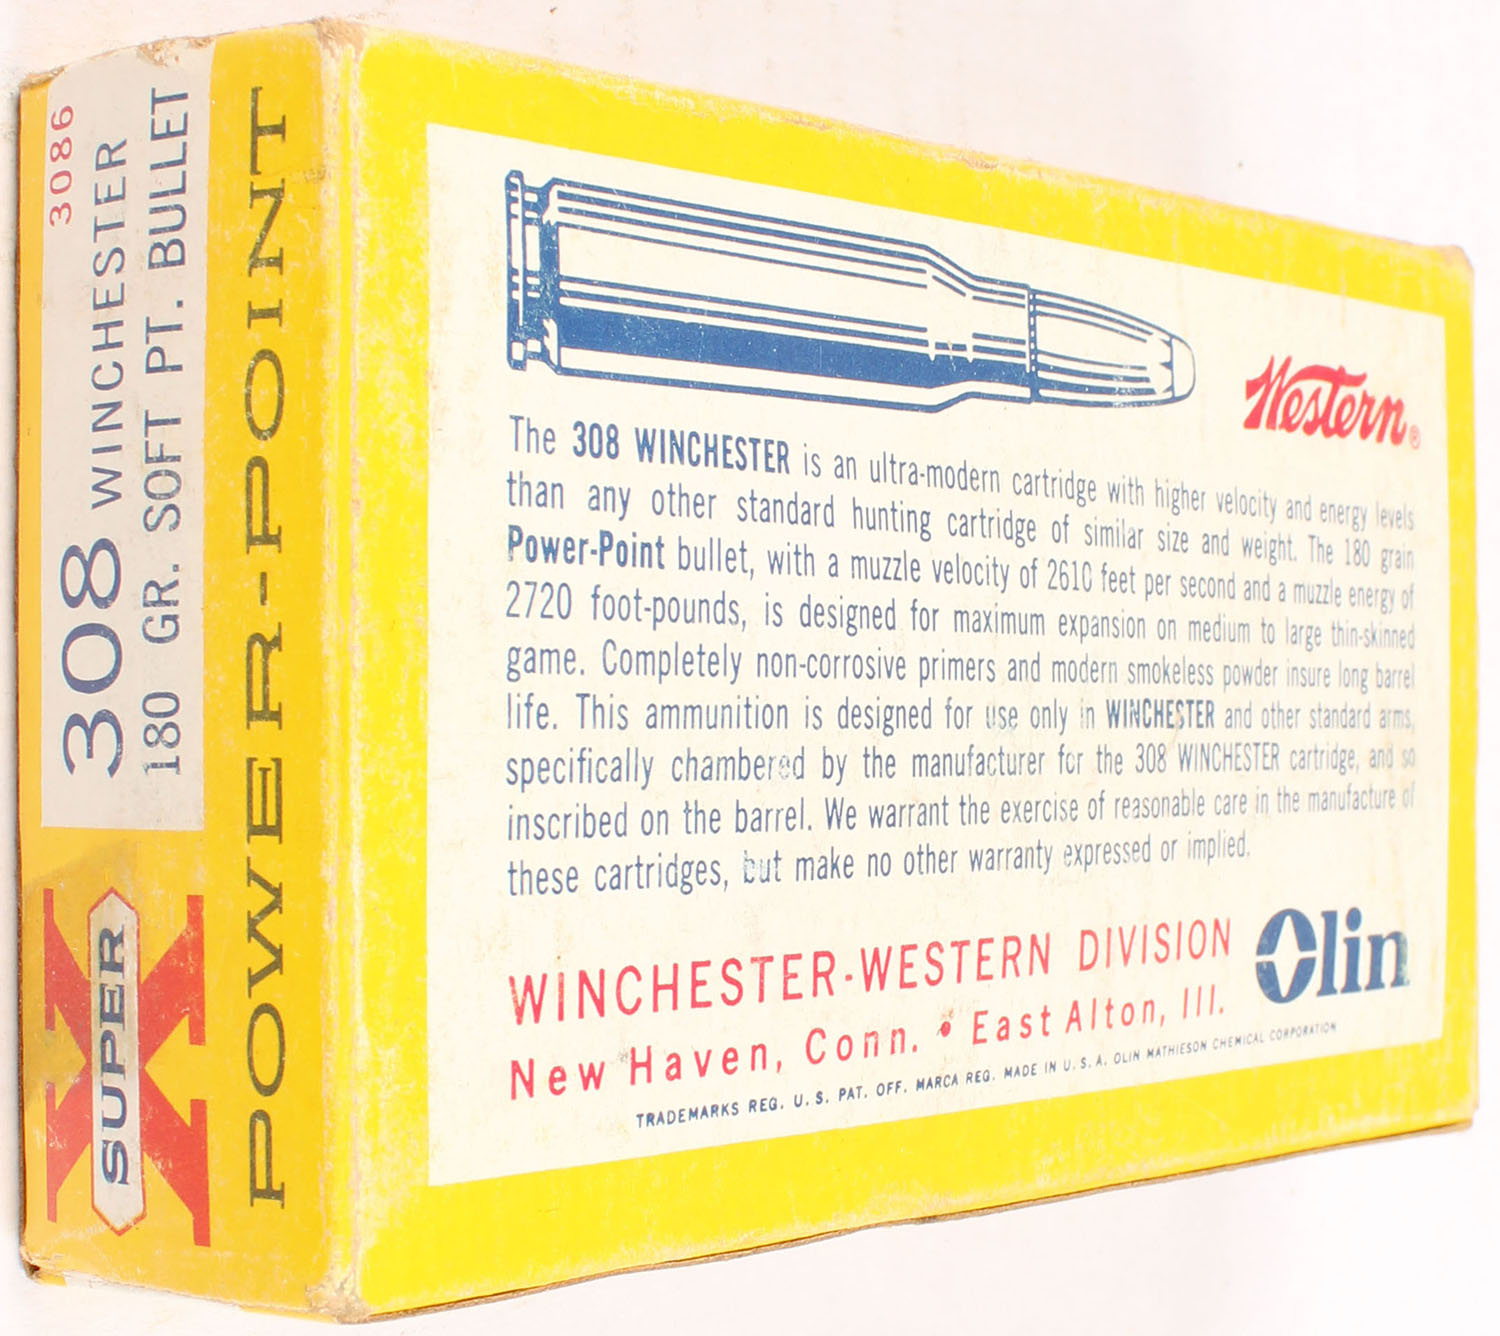 3086
308 WINCHESTER
180 GR. SOFT PT. BULLET
SUPER
X
POWER-POINT
Western®
The 308 WINCHESTER is an ultra-modern cartridge with higher velocity and energy levels
than any other standard hunting cartridge of similar size and weight. The 180 grain
Power-Point bullet, with a muzzle velocity of 2610 feet per second and a muzzle energy of
2720 foot-pounds, is designed for maximum expansion on medium to large thin-skinned
game. Completely non-corrosive primers and modern smokeless powder insure long barrel
life. This ammunition is designed for use only in WINCHESTER and other standard arms,
specifically chambered by the manufacturer for the 308 WINCHESTER cartridge, and so
inscribed on the barrel. We warrant the exercise of reasonable care in the manufacture of
these cartridges, but make no other warranty expressed or implied.
WINCHESTER-WESTERN DIVISION
New Haven, Conn. • East Alton, Ill.
Olin
TRADEMARKS REG. U. S. PAT. OFF. MARCA REG. MADE IN U. S. A. OLIN MATHIESON CHEMICAL CORPORATION